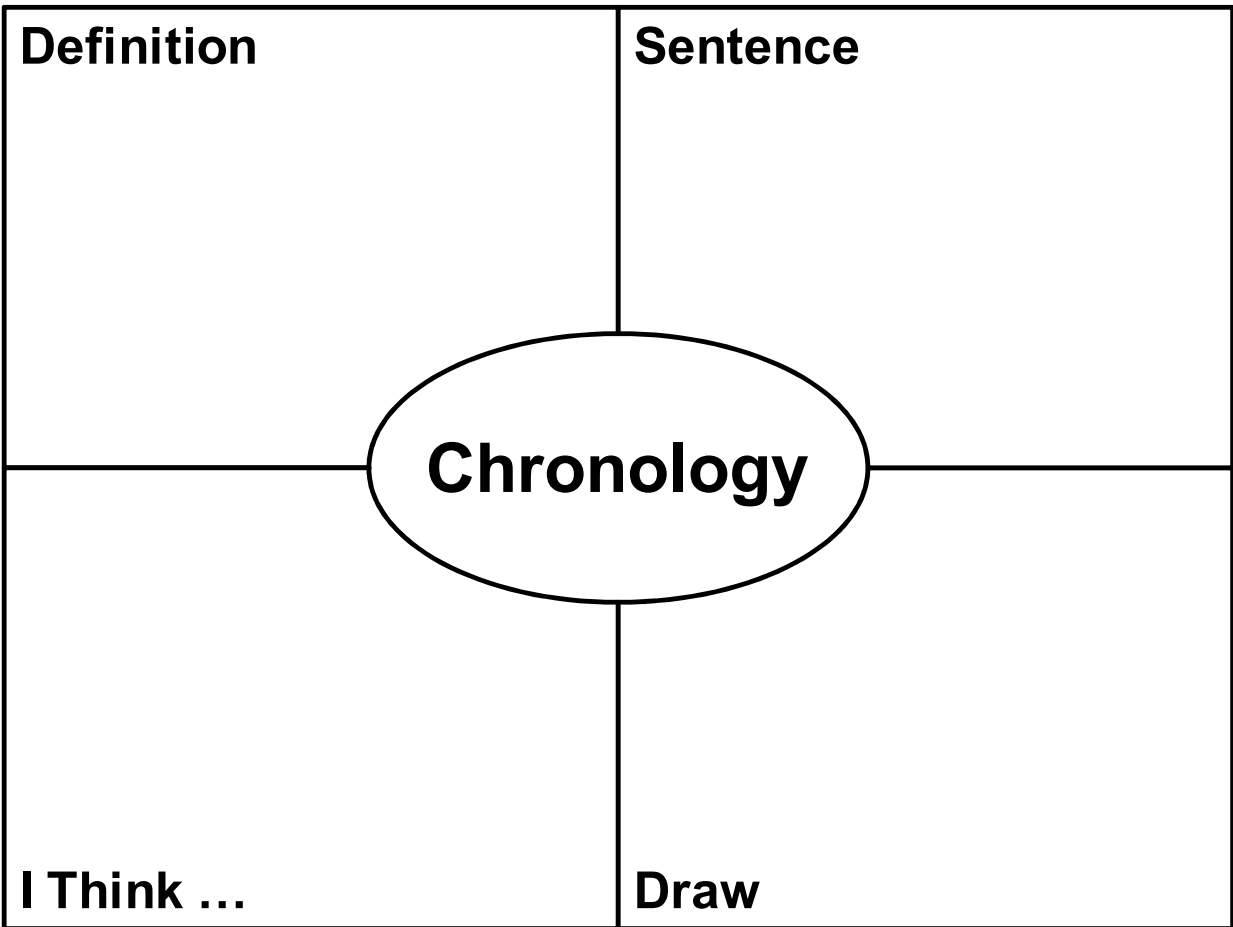 Definition
Sentence
Chronology
I Think …
Draw